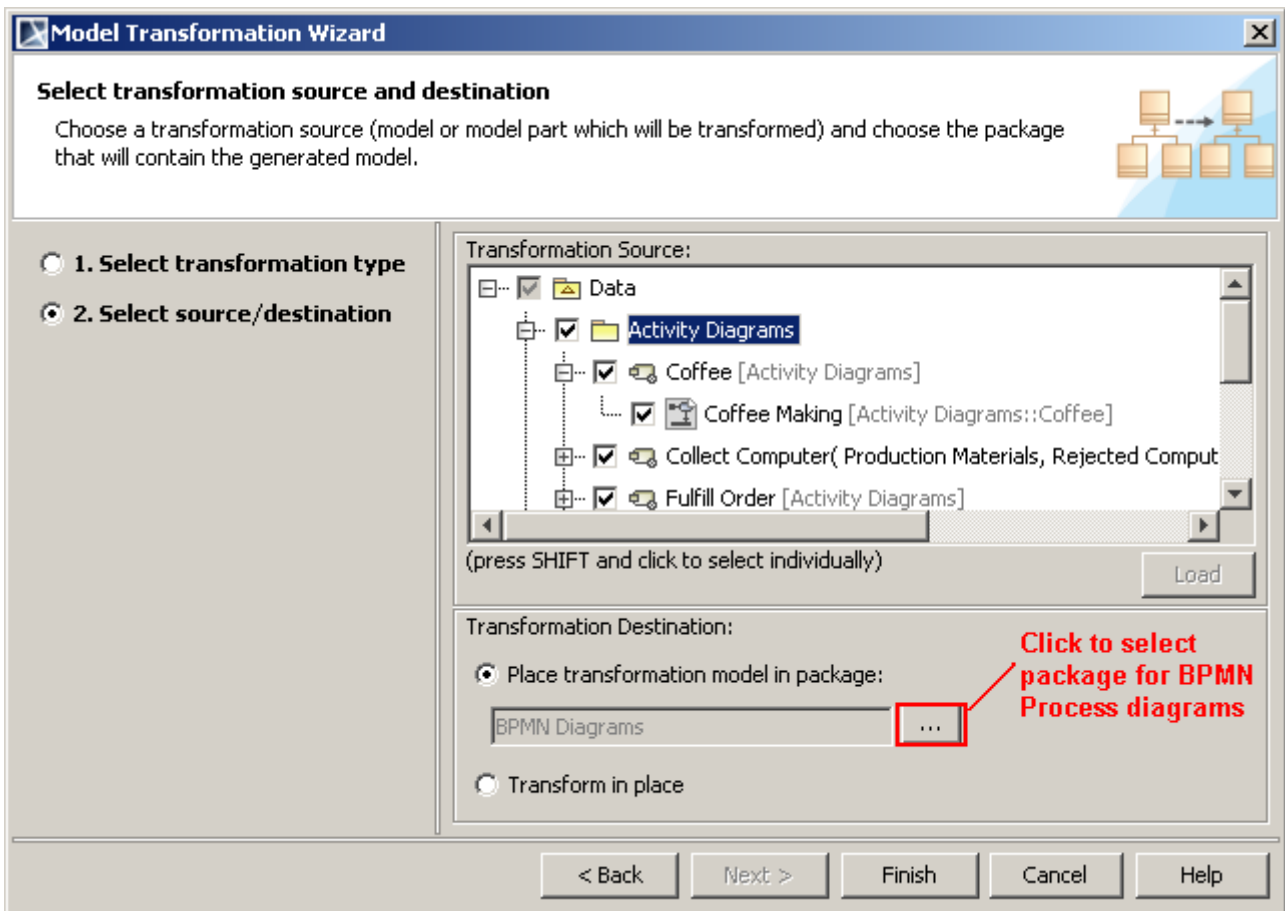 Model Transformation Wizard
Select transformation source and destination
Choose a transformation source (model or model part which will be transformed) and choose the package
that will contain the generated model.
1. Select transformation type
2. Select source/destination
Transformation Source:
Data
Activity Diagrams
Coffee [Activity Diagrams]
Coffee Making [Activity Diagrams::Coffee]
Collect Computer( Production Materials, Rejected Comput
Fulfill Order [Activity Diagrams]
(press SHIFT and click to select individually)
Load
Transformation Destination:
Place transformation model in package:
BPMN Diagrams
...
Click to select
package for BPMN
Process diagrams
Transform in place
< Back
Next >
Finish
Cancel
Help